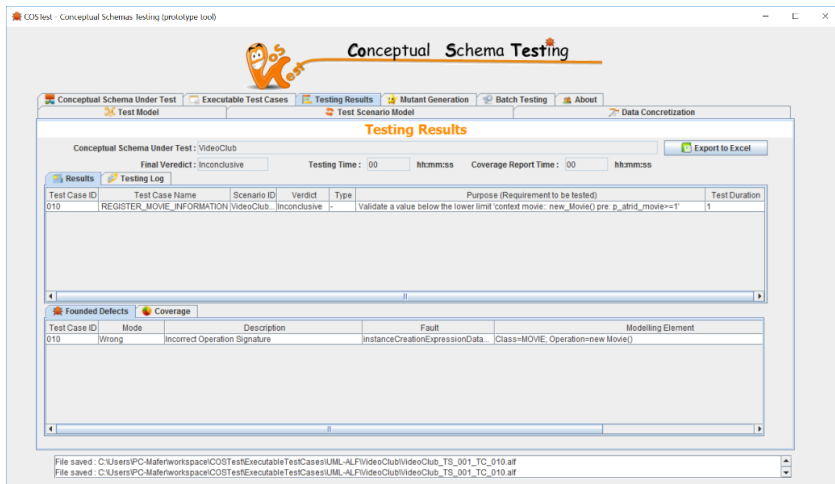 COSTest - Conceptual Schemas Testing (prototype tool)
Cos Test
Conceptual Schema Testing
Conceptual Schema Under Test Executable Test Cases Testing Results Mutant Generation Batch Testing About
Test Model Test Scenario Model Data Concretization
Testing Results
Conceptual Schema Under Test : VideoClub Export to Excel
Final Veredict : Inconclusive Testing Time : 00 hh:mm:ss Coverage Report Time : 00 hh:mm:ss
Results Testing Log
Test Case ID Test Case Name Scenario ID Verdict Type Purpose (Requirement to be tested) Test Duration
010 REGISTER_MOVIE_INFORMATION VideoClub... Inconclusive - Validate a value below the lower limit 'context movie:: new_Movie() pre: p_atrid_movie>=1' 1
Founded Defects Coverage
Test Case ID Mode Description Fault Modelling Element
010 Wrong Incorrect Operation Signature instanceCreationExpressionData... Class=MOVIE; Operation=new Movie()
File saved : C:\Users\PC-Mafer\workspace\COSTest\ExecutableTestCases\UML-ALF\VideoClub\VideoClub_TS_001_TC_010.alf
File saved : C:\Users\PC-Mafer\workspace\COSTest\ExecutableTestCases\UML-ALF\VideoClub\VideoClub_TS_001_TC_010.alf